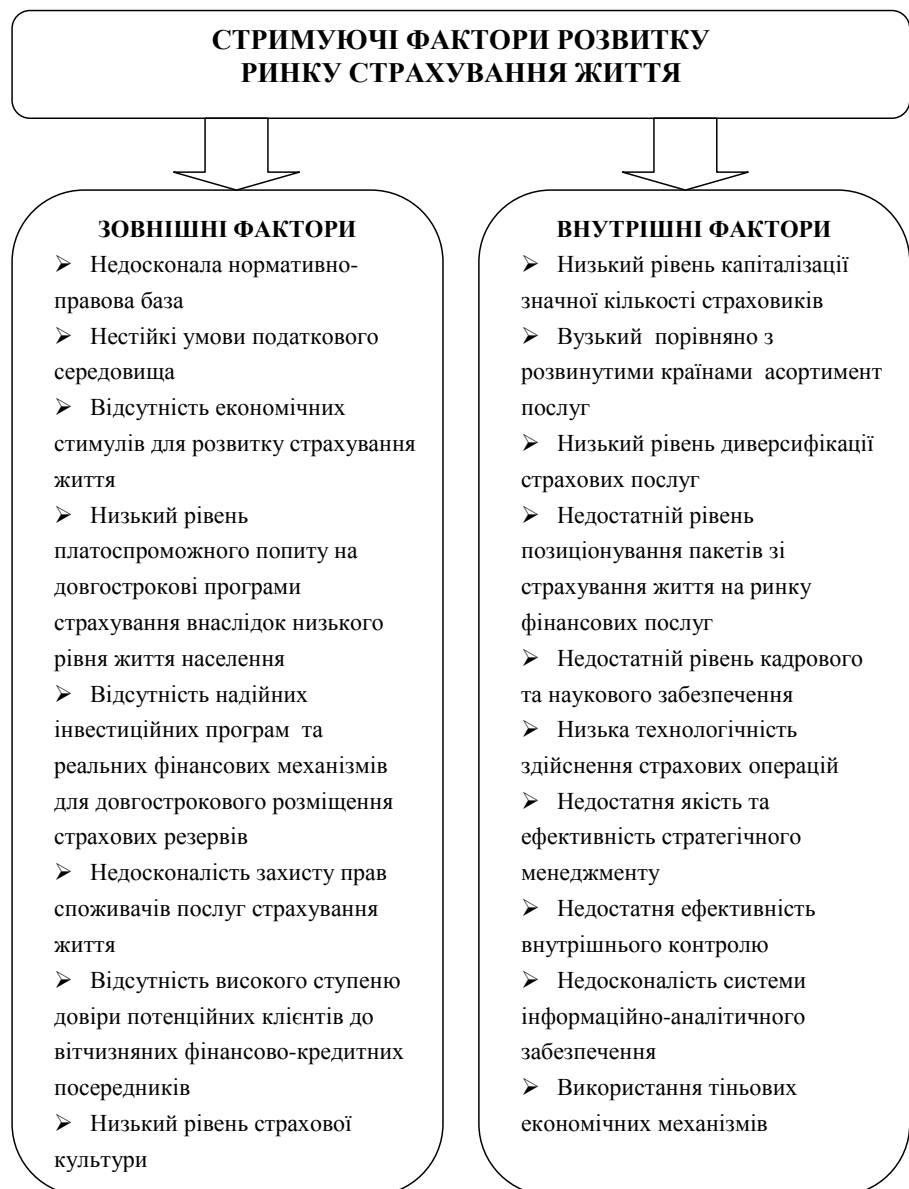 СТРИМУЮЧІ ФАКТОРИ РОЗВИТКУ
РИНКУ СТРАХУВАННЯ ЖИТТЯ
ЗОВНІШНІ ФАКТОРИ
➢ Недосконала нормативно-
правова база
➢ Нестійкі умови податкового
середовища
➢ Відсутність економічних
стимулів для розвитку страхування
життя
➢ Низький рівень
платоспроможного попиту на
довгострокові програми
страхування внаслідок низького
рівня життя населення
➢ Відсутність надійних
інвестиційних програм та
реальних фінансових механізмів
для довгострокового розміщення
страхових резервів
➢ Недосконалість захисту прав
споживачів послуг страхування
життя
➢ Відсутність високого ступеню
довіри потенційних клієнтів до
вітчизняних фінансово-кредитних
посередників
➢ Низький рівень страхової
культури
ВНУТРІШНІ ФАКТОРИ
➢ Низький рівень капіталізації
значної кількості страховиків
➢ Вузький порівняно з
розвинутими країнами асортимент
послуг
➢ Низький рівень диверсифікації
страхових послуг
➢ Недостатній рівень
позиціонування пакетів зі
страхування життя на ринку
фінансових послуг
➢ Недостатній рівень кадрового
та наукового забезпечення
➢ Низька технологічність
здійснення страхових операцій
➢ Недостатня якість та
ефективність стратегічного
менеджменту
➢ Недостатня ефективність
внутрішнього контролю
➢ Недосконалість системи
інформаційно-аналітичного
забезпечення
➢ Використання тіньових
економічних механізмів